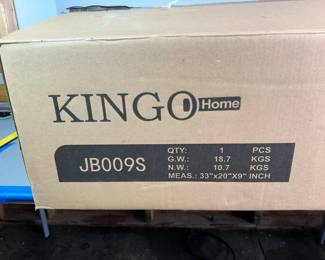 KINGO Home
JB009S
QTY: 1 PCS
G.W.: 18.7 KGS
N.W.: 10.7 KGS
MEAS.: 33"x20"X9" INCH